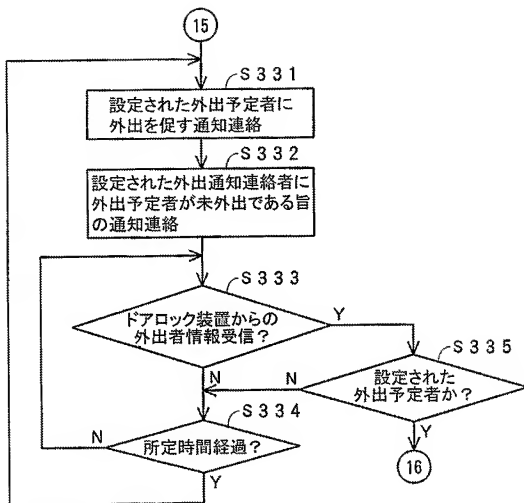 15
S331
設定された外出予定者に
外出を促す通知連絡
S332
設定された外出通知連絡者に
外出予定者が未外出である旨
の通知連絡
S333
ドアロック装置からの
外出者情報受信?
Y
N
S335
設定された
外出予定者か?
N
Y
16
S334
所定時間経過?
N
Y